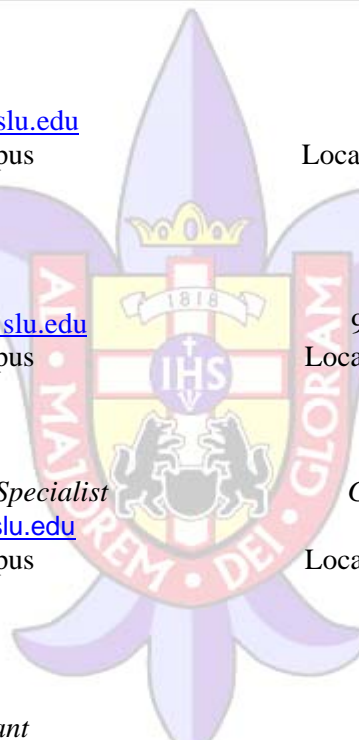 slu.edu
pus Loca
1818
slu.edu 9
pus Loca
IHS
AD • MAJOREM • DEI • GLORIAM
Specialist C
slu.edu
pus Loca
ant